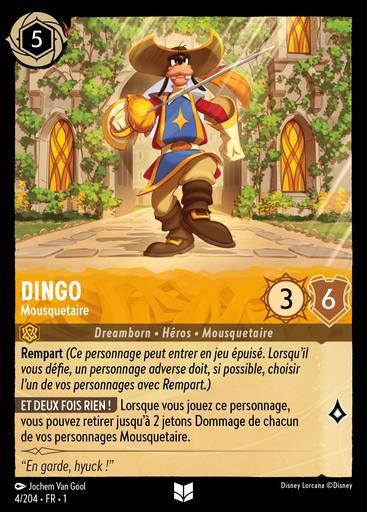 5
DINGO
Mousquetaire
3
6
Dreamborn • Héros • Mousquetaire
Rempart (Ce personnage peut entrer en jeu épuisé. Lorsqu'il
vous défie, un personnage adverse doit, si possible, choisir
l'un de vos personnages avec Rempart.)
ET DEUX FOIS RIEN ! Lorsque vous jouez ce personnage,
vous pouvez retirer jusqu'à 2 jetons Dommage de chacun
de vos personnages Mousquetaire.
"En garde, hyuck !"
Jochem Van Gool
Disney Lorcana ©Disney
4/204 • FR • 1